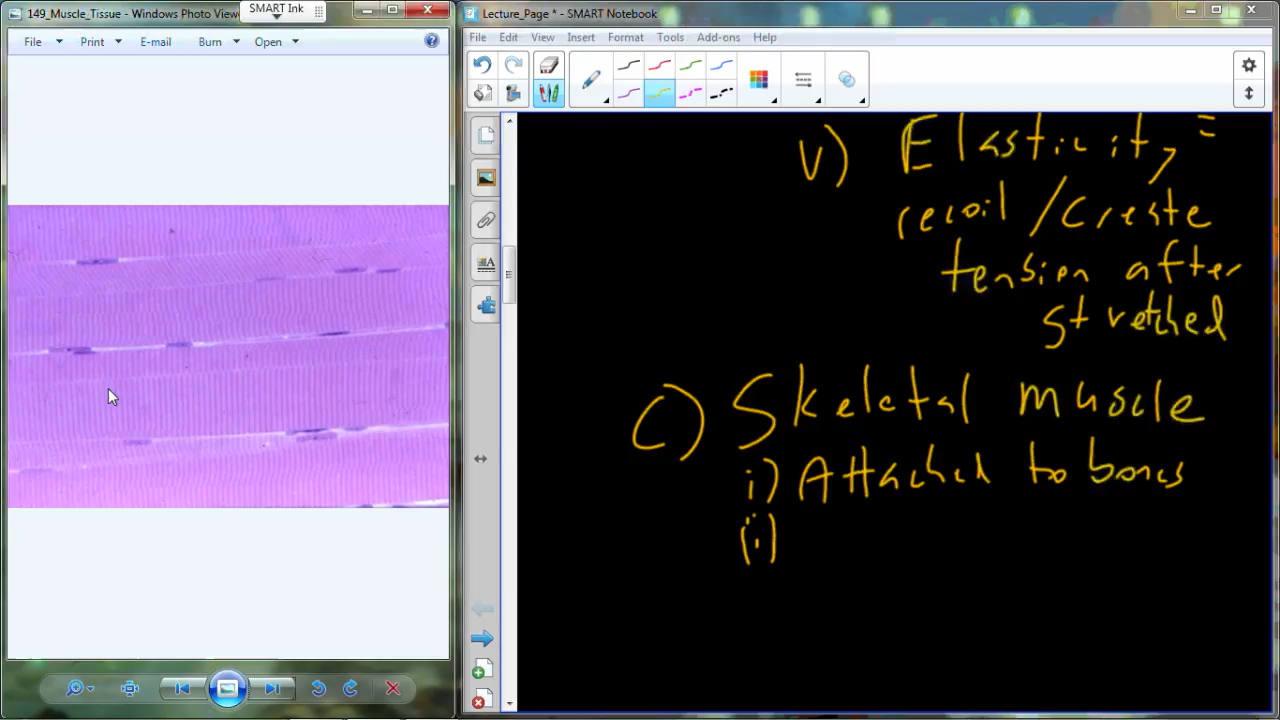 149_Muscle_Tissue - Windows Photo View
SMART Ink
File Print E-mail Burn Open
Lecture_Page * - SMART Notebook
File Edit View Insert Format Tools Add-ons Help
v) Elasticity =
recoil / create
tension after
stretched
C) Skeletal muscle
i) Attached to bones
ii)